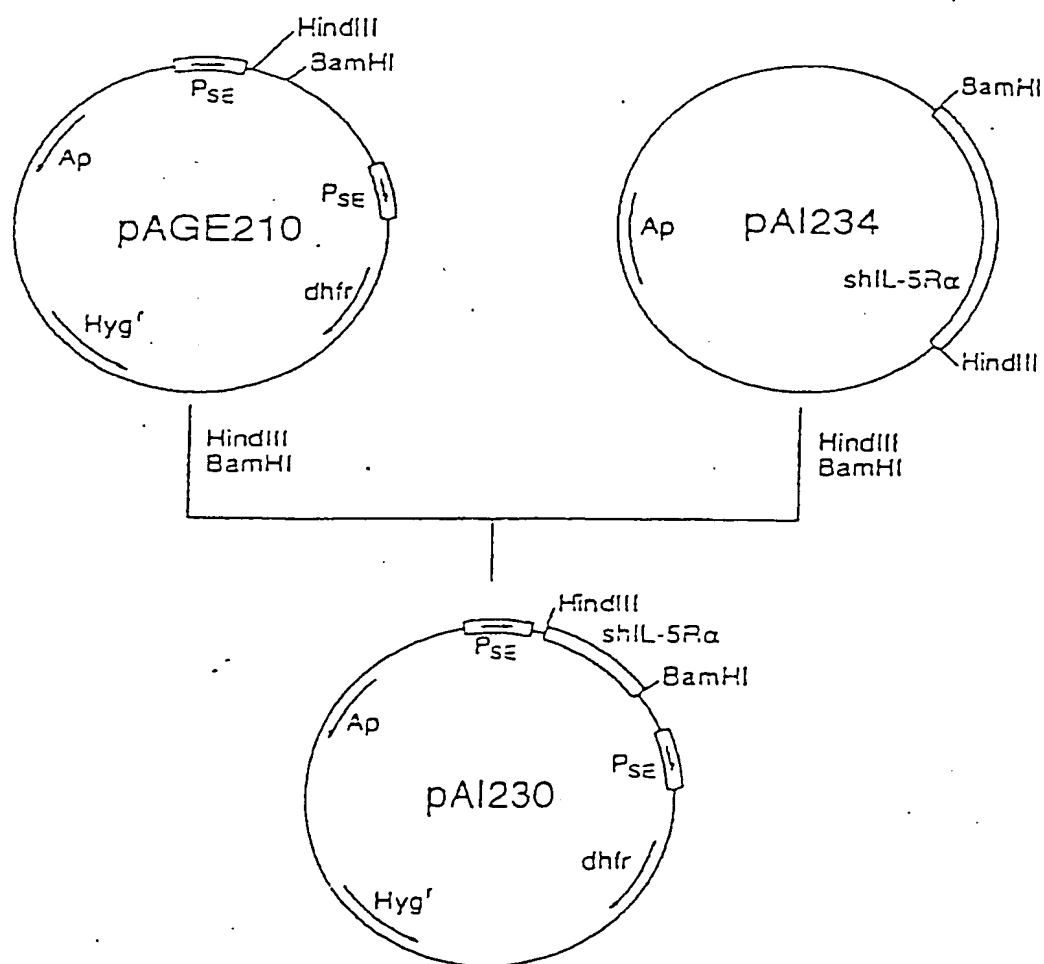 HindIII
BamHI
PSE
Ap
PSE
pAGE210
dhfr
Hygr
BamHI
Ap
pAI234
shIL-5Rα
HindIII
HindIII
BamHI
HindIII
BamHI
HindIII
shIL-5Rα
PSE
BamHI
Ap
PSE
pAI230
dhfr
Hygr